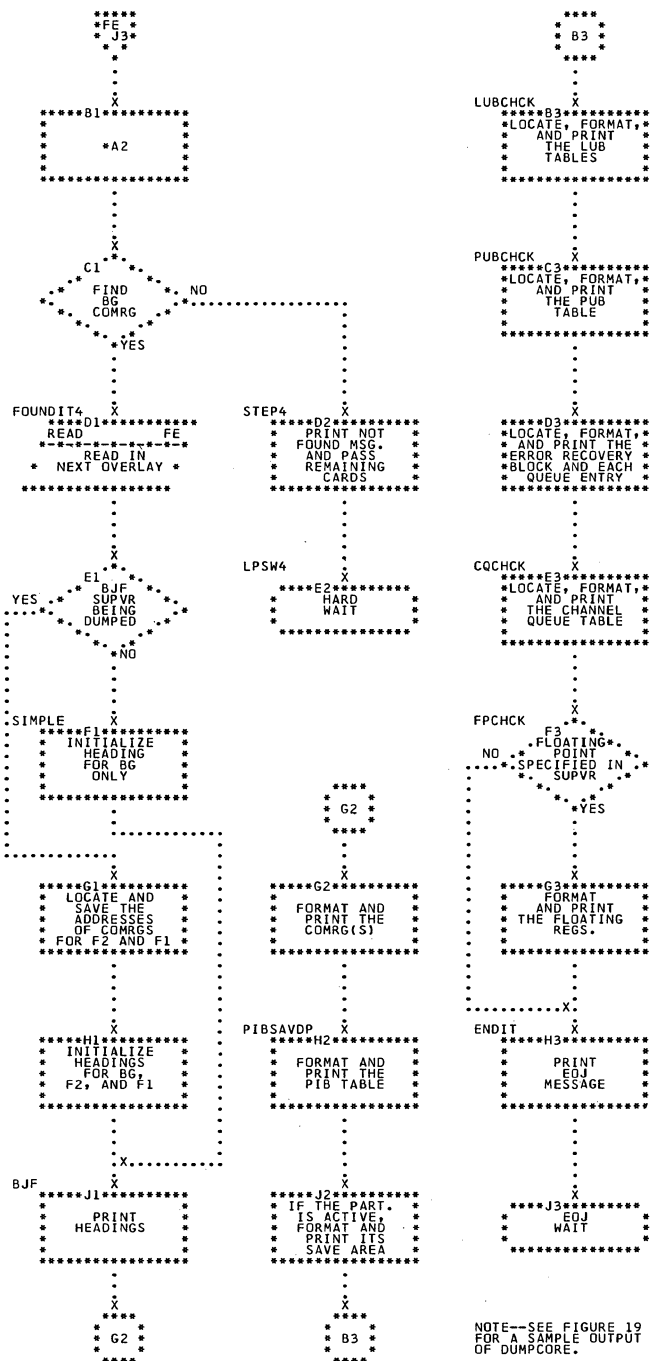 FE
J3
B1
*A2
C1
FIND
BG
COMRG
NO
YES
FOUNDIT4
D1
READ FE
READ IN
NEXT OVERLAY
E1
BJF
SUPVR
BEING
DUMPED
YES
NO
SIMPLE
F1
INITIALIZE
HEADING
FOR BG
ONLY
G1
LOCATE AND
SAVE THE
ADDRESSES
OF COMRGS
FOR F2 AND F1
H1
INITIALIZE
HEADINGS
FOR BG,
F2, AND F1
BJF
J1
PRINT
HEADINGS
G2
STEP4
D2
PRINT NOT
FOUND MSG.
AND PASS
REMAINING
CARDS
LPSW4
E2
HARD
WAIT
G2
G2
FORMAT AND
PRINT THE
COMRG(S)
PIBSAVDP
H2
FORMAT AND
PRINT THE
PIB TABLE
J2
IF THE PART.
IS ACTIVE,
FORMAT AND
PRINT ITS
SAVE AREA
B3
B3
LUBCHCK
B3
LOCATE, FORMAT,
AND PRINT
THE LUB
TABLES
PUBCHCK
C3
LOCATE, FORMAT,
AND PRINT
THE PUB
TABLE
D3
LOCATE, FORMAT,
AND PRINT THE
ERROR RECOVERY
BLOCK AND EACH
QUEUE ENTRY
CQCHCK
E3
LOCATE, FORMAT,
AND PRINT
THE CHANNEL
QUEUE TABLE
FPCHCK
F3
FLOATING
POINT
SPECIFIED IN
SUPVR
NO
YES
G3
FORMAT
AND PRINT
THE FLOATING
REGS.
ENDIT
H3
PRINT
EOJ
MESSAGE
J3
EOJ
WAIT
NOTE--SEE FIGURE 19
FOR A SAMPLE OUTPUT
OF DUMPCORE.